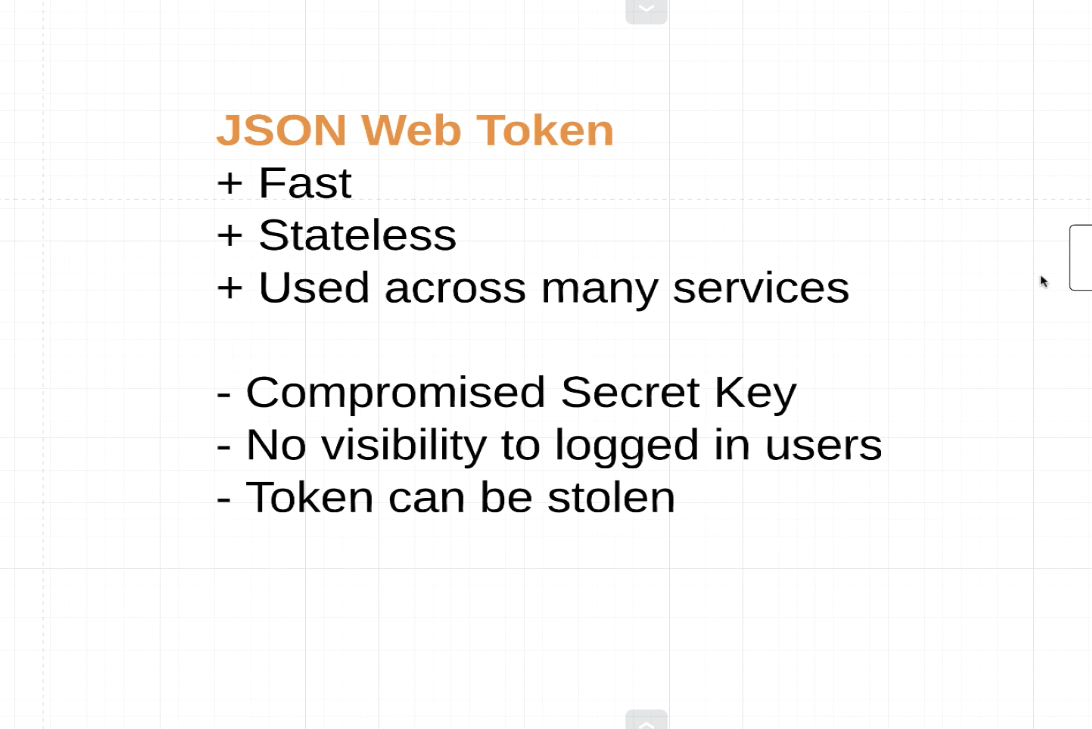 JSON Web Token
+ Fast
+ Stateless
+ Used across many services
- Compromised Secret Key
- No visibility to logged in users
- Token can be stolen